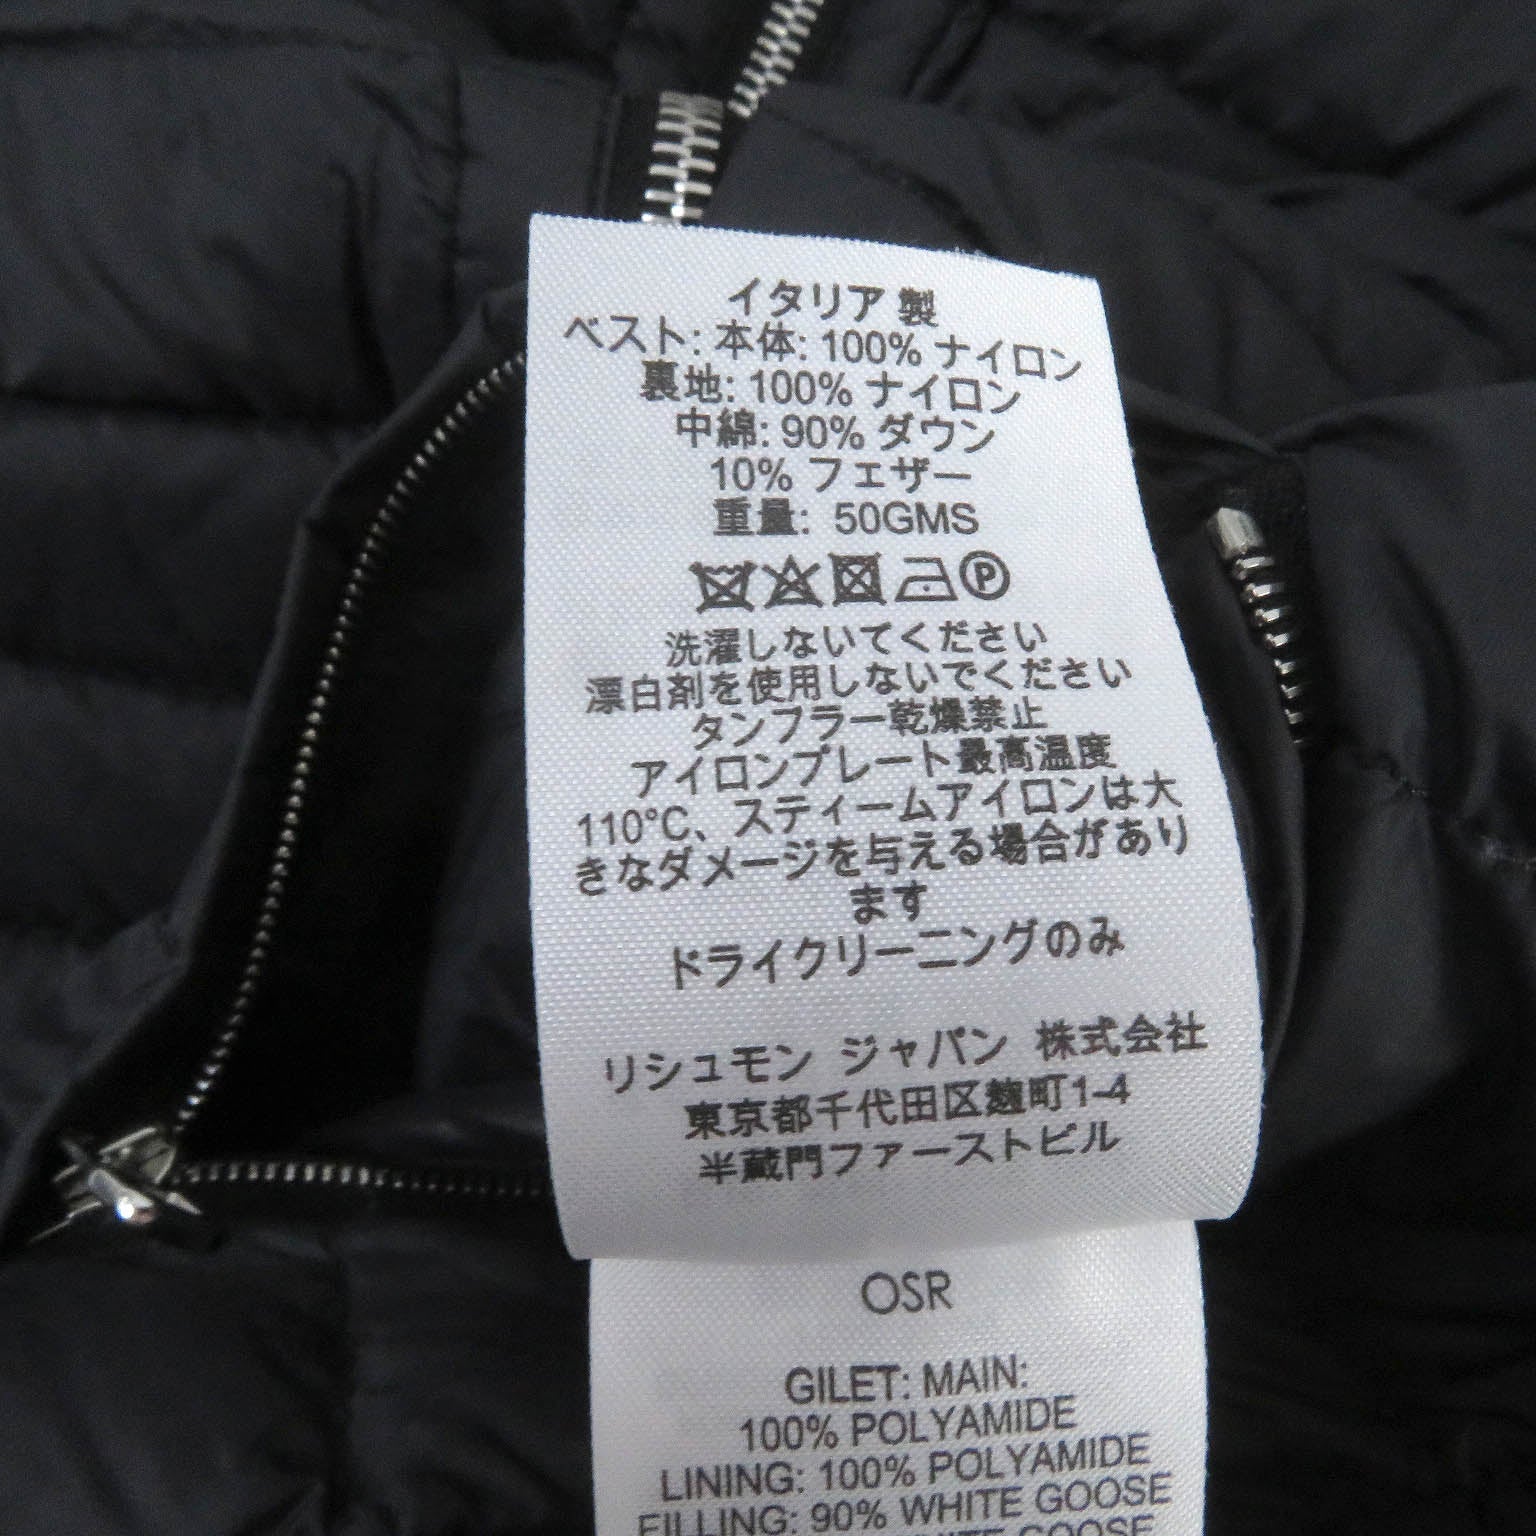 イタリア 製
ベスト: 本体: 100% ナイロン
裏地: 100% ナイロン
中綿: 90% ダウン
10% フェザー
重量: 50GMS
P
洗濯しないてください
漂白剤を使用しないでください
タンブラー乾燥禁止
アイロンプレート最高温度
110°C、スティームアイロンは大
きなダメージを与える場合があり
ます
ドライクリーニングのみ
リシュモン ジャパン 株式会社
東京都千代田区麹町1-4
半蔵門ファーストビル
OSR
GILET: MAIN:
100% POLYAMIDE
LINING: 100% POLYAMIDE
FILLING: 90% WHITE GOOSE
WHITE GOOSE